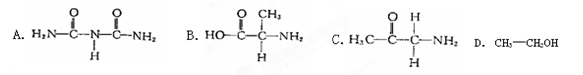 O O O CH₃ O H
A. H₂N—C—N—C—NH₂ B. HO—C—C—NH₂ C. H₃C—C—C—NH₂ D. CH₃—CH₂OH
H H H